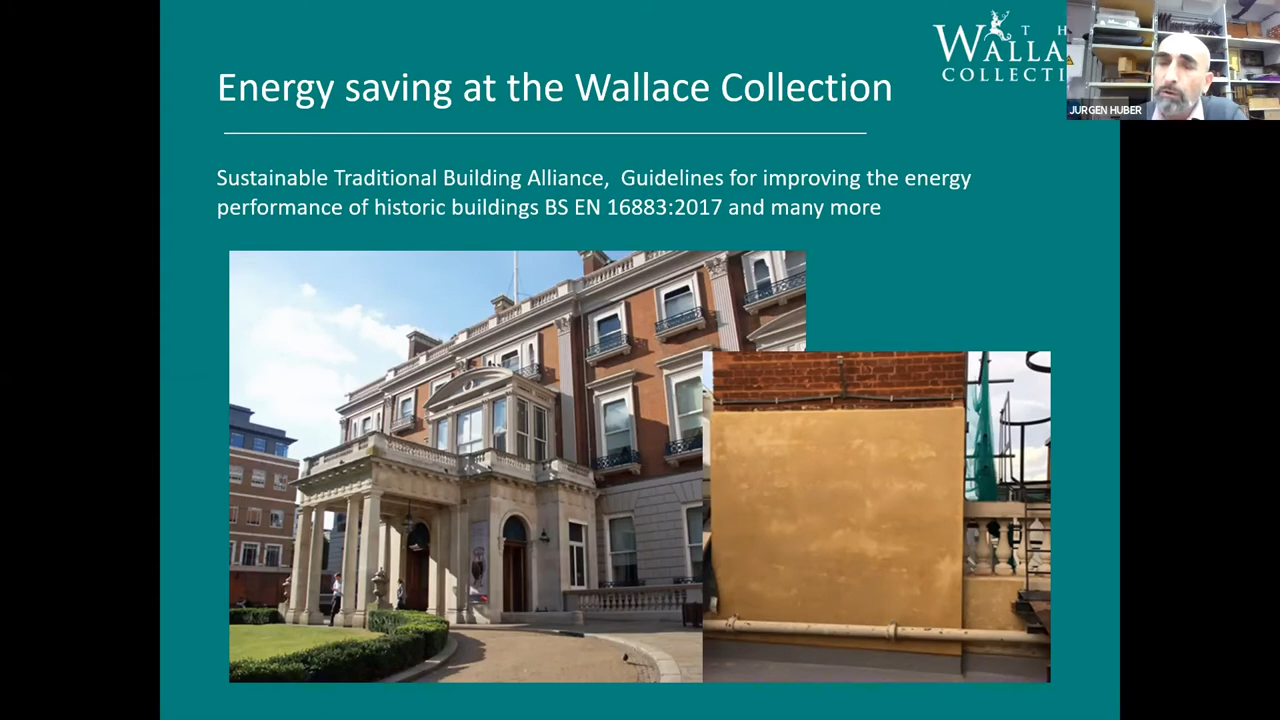 THE
WALLA
COLLECTI
JURGEN HUBER
Energy saving at the Wallace Collection
Sustainable Traditional Building Alliance,  Guidelines for improving the energy
performance of historic buildings BS EN 16883:2017 and many more